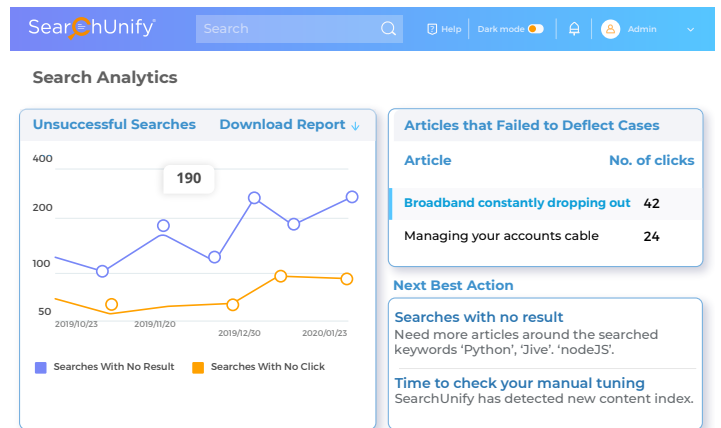 SearchUnify
Search
Help
Dark mode
Admin
Search Analytics
Unsuccessful Searches
Download Report ↓
400
190
200
100
50
2019/10/23
2019/11/20
2019/12/30
2020/01/23
Searches With No Result
Searches With No Click
Articles that Failed to Deflect Cases
Article No. of clicks
Broadband constantly dropping out 42
Managing your accounts cable 24
Next Best Action
Searches with no result
Need more articles around the searched
keywords ‘Python’, ‘Jive’. ‘nodeJS’.
Time to check your manual tuning
SearchUnify has detected new content index.